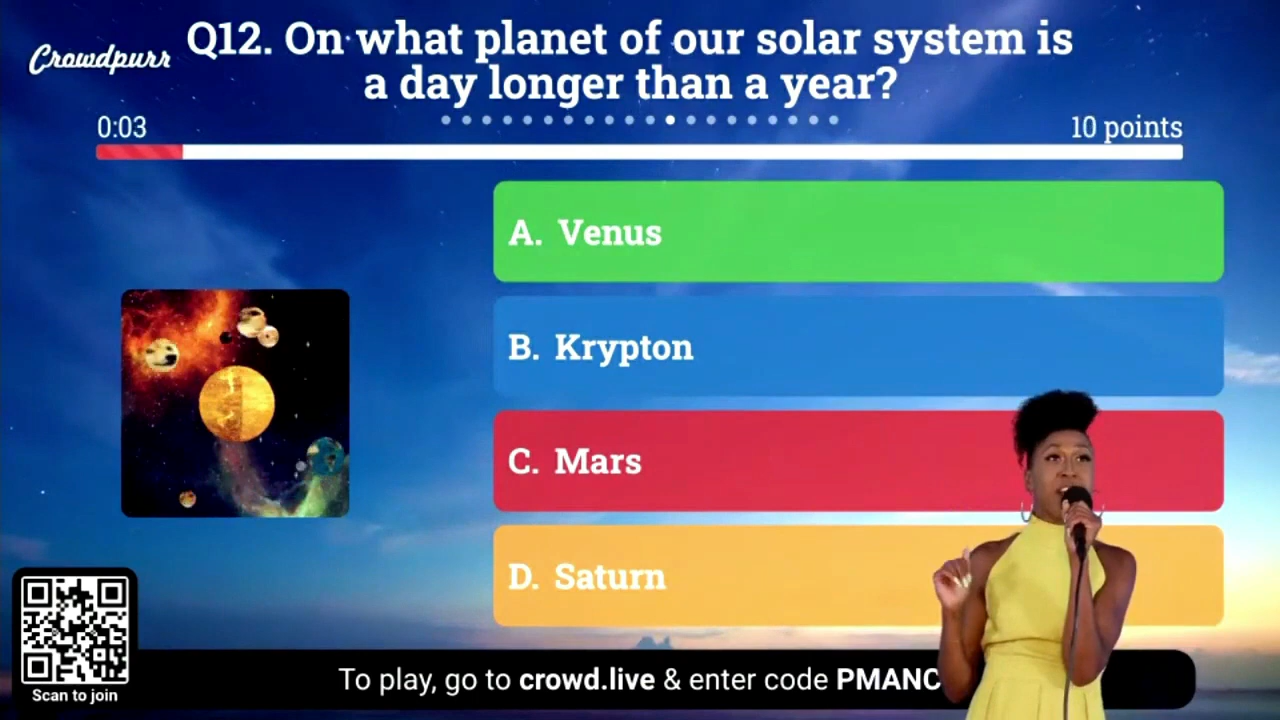 Crowdpurr
Q12. On what planet of our solar system is
a day longer than a year?
0:03
10 points
A. Venus
B. Krypton
C. Mars
D. Saturn
Scan to join
To play, go to crowd.live & enter code PMANC